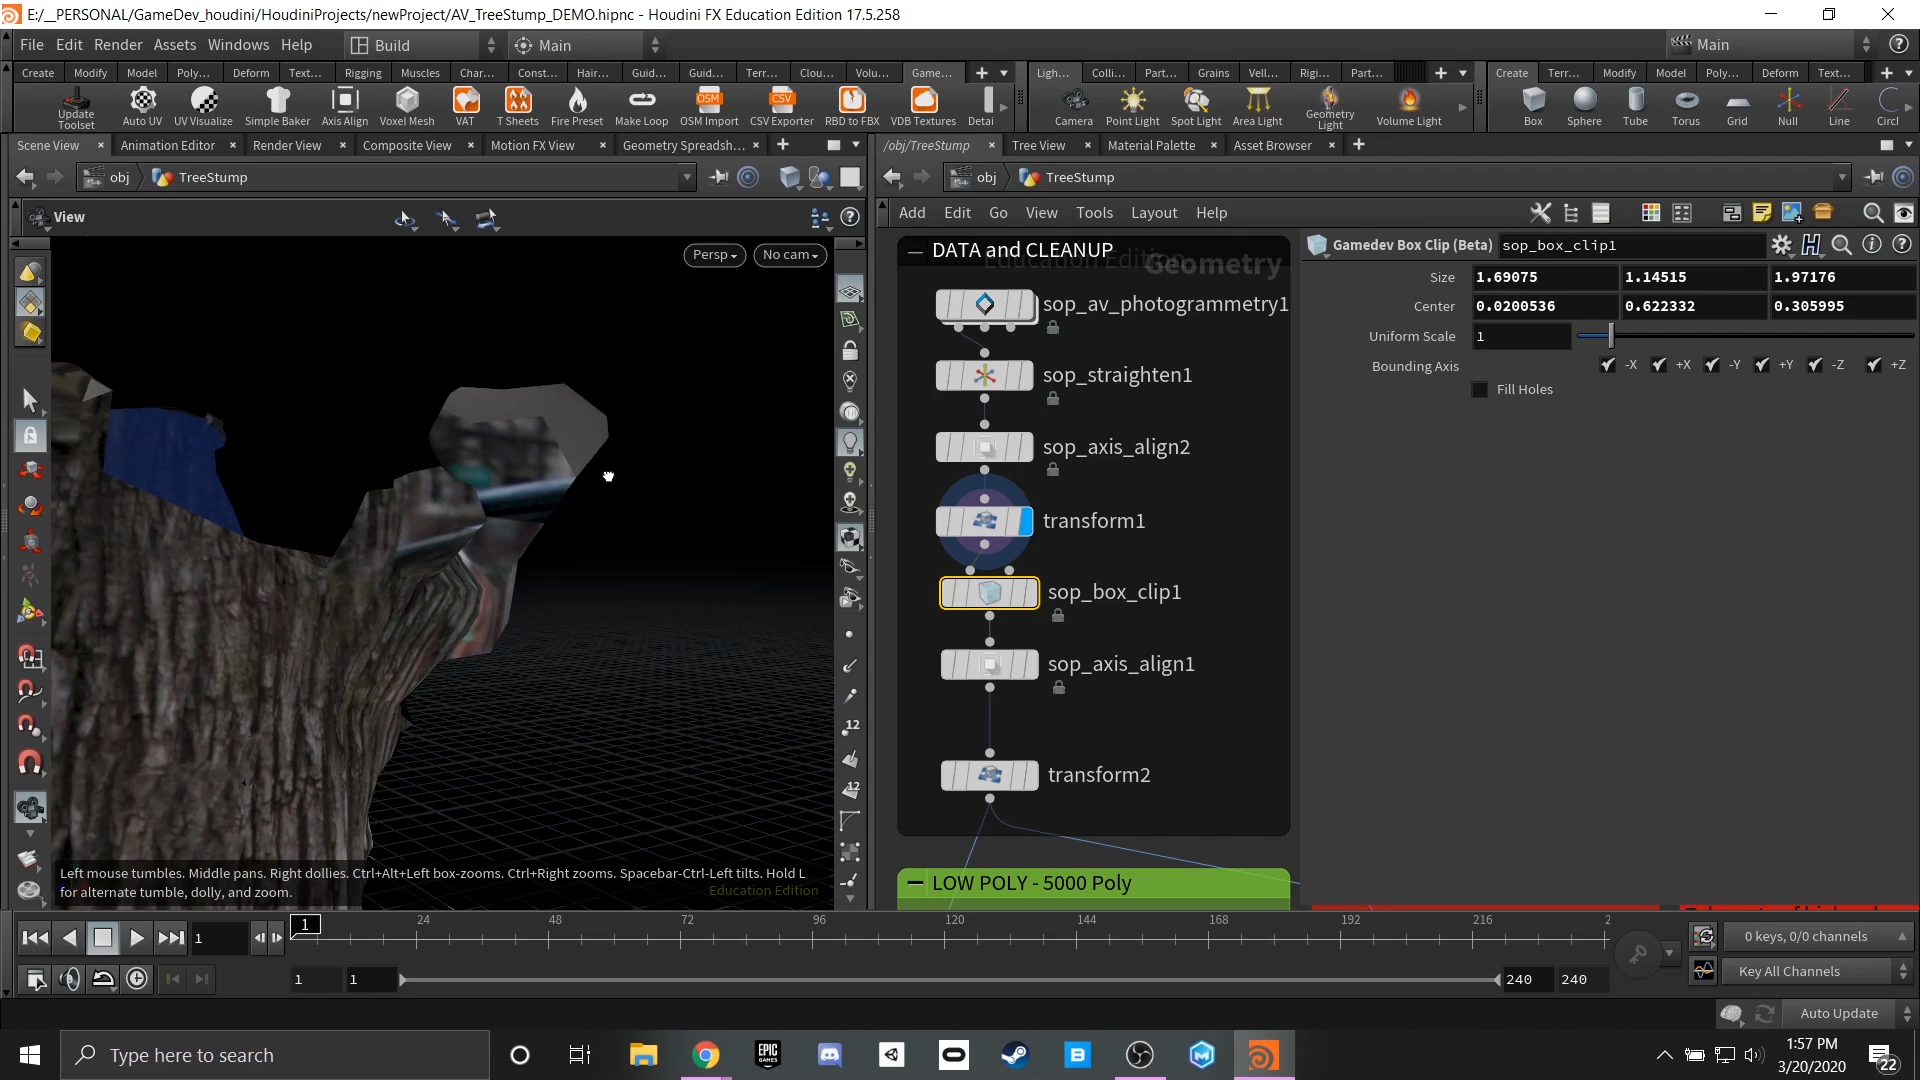 E:/__PERSONAL/GameDev_houdini/HoudiniProjects/newProject/AV_TreeStump_DEMO.hipnc - Houdini FX Education Edition 17.5.258
File Edit Render Assets Windows Help Build Main Main
Create Modify Model Poly... Deform Text... Rigging Muscles Char... Const... Hair... Guid... Guid... Terr... Clou... Volu... Game... Ligh... Colli... Part... Grains Vell... Rigi... Part... Create Terr... Modify Model Poly... Deform Text...
Update Toolset Auto UV UV Visualize Simple Baker Axis Align Voxel Mesh VAT T Sheets Fire Preset Make Loop OSM OSM Import CSV CSV Exporter RBD to FBX VDB Textures Detai Camera Point Light Spot Light Area Light Geometry Light Volume Light Box Sphere Tube Torus Grid Null Line Circl
Scene View Animation Editor Render View Composite View Motion FX View Geometry Spreadsh... /obj/TreeStump Tree View Material Palette Asset Browser
obj TreeStump obj TreeStump
View Add Edit Go View Tools Layout Help
Persp No cam
DATA and CLEANUP
Education Edition
Geometry
sop_av_photogrammetry1
sop_straighten1
sop_axis_align2
transform1
sop_box_clip1
sop_axis_align1
transform2
LOW POLY - 5000 Poly
Gamedev Box Clip (Beta) sop_box_clip1
Size 1.69075 1.14515 1.97176
Center 0.0200536 0.622332 0.305995
Uniform Scale 1
Bounding Axis -X +X -Y +Y -Z +Z
Fill Holes
12
12
Left mouse tumbles. Middle pans. Right dollies. Ctrl+Alt+Left box-zooms. Ctrl+Right zooms. Spacebar-Ctrl-Left tilts. Hold L
for alternate tumble, dolly, and zoom.
Education Edition
1 1 24 48 72 96 120 144 168 192 216 2
0 keys, 0/0 channels
1 1 240 240 Key All Channels
Auto Update
Type here to search
EPIC GAMES
B
1:57 PM
3/20/2020
22